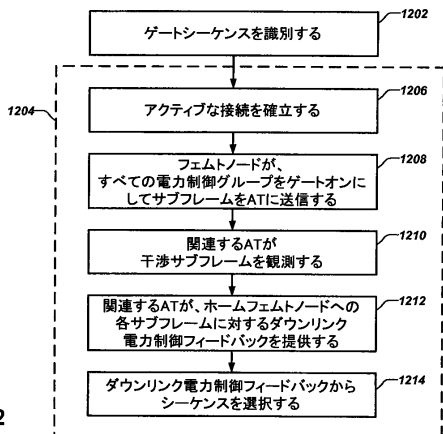 ゲートシーケンスを識別する
1202
1204
アクティブな接続を確立する
1206
フェムトノードが、
すべての電力制御グループをゲートオンに
してサブフレームをATに送信する
1208
関連するATが
干渉サブフレームを観測する
1210
関連するATが、ホームフェムトノードへの
各サブフレームに対するダウンリンク
電力制御フィードバックを提供する
1212
ダウンリンク電力制御フィードバックから
シーケンスを選択する
1214
2